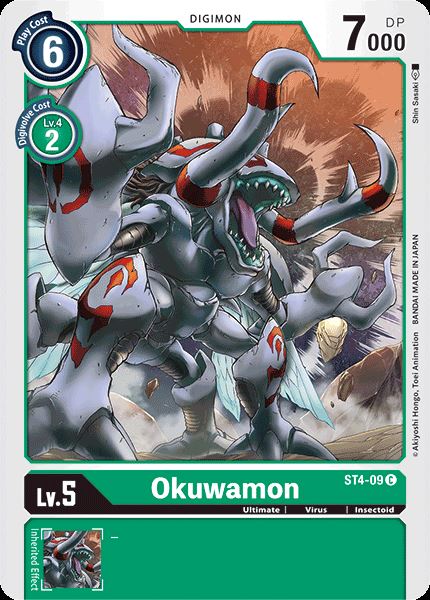 DIGIMON
Play Cost
6
7000
DP
Digivolve Cost
Lv.4
2
Shin Sasaki
© Akiyoshi Hongo, Toei Animation BANDAI MADE IN JAPAN
Lv.5
Okuwamon
ST4-09 C
Ultimate | Virus | Insectoid
Inherited Effect
–